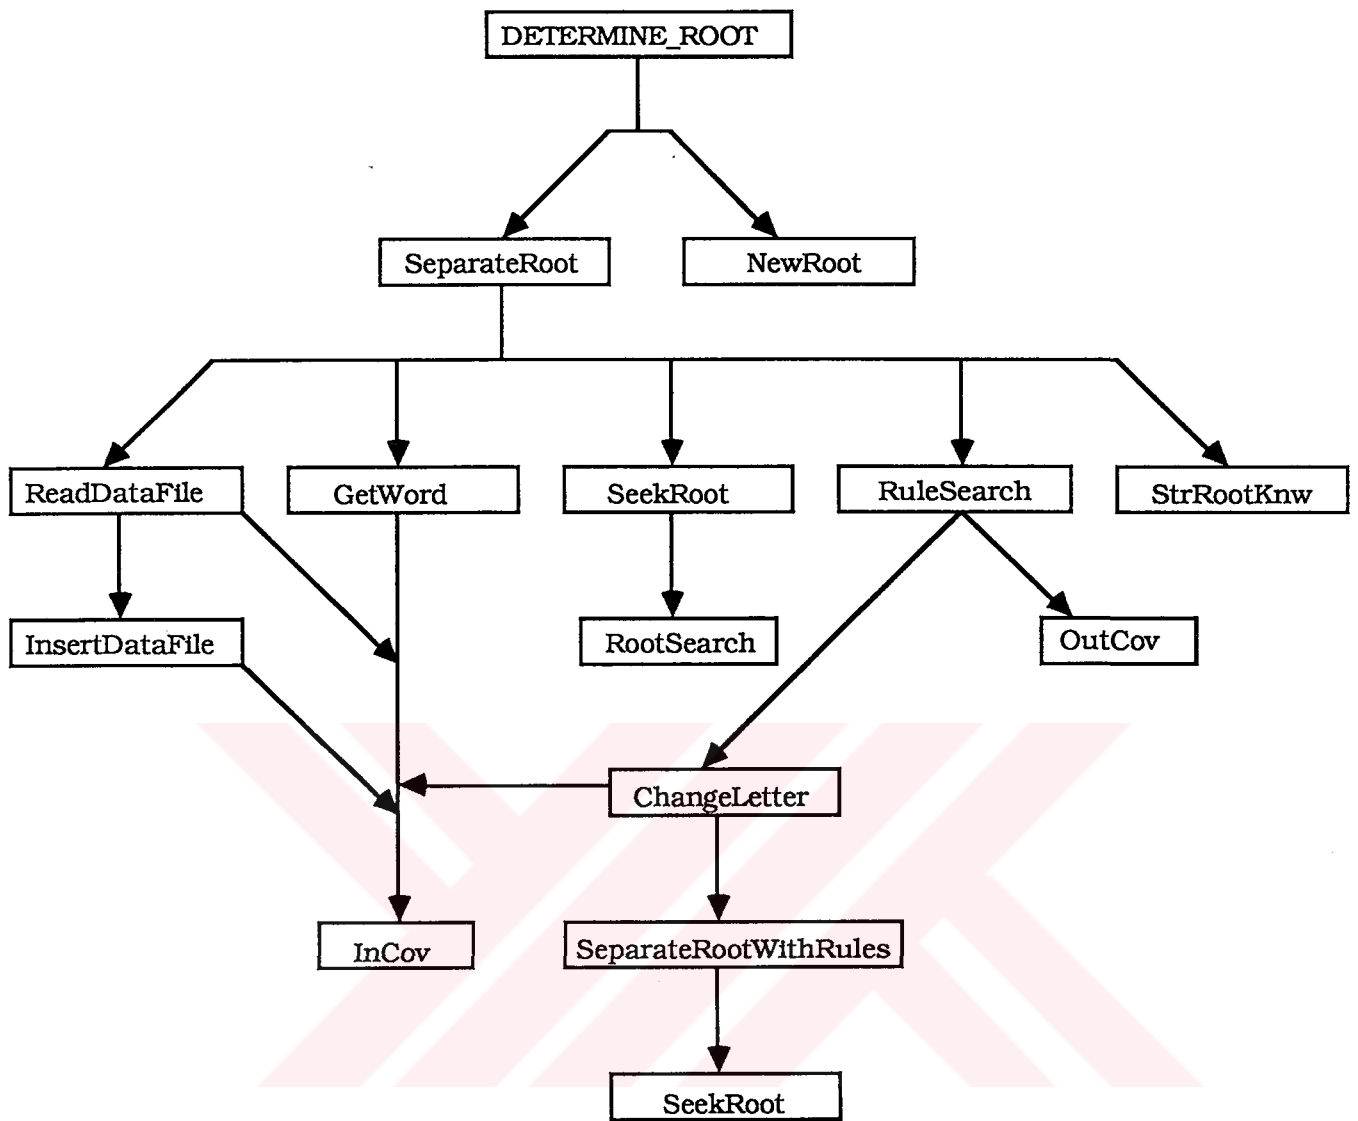 DETERMINE_ROOT
SeparateRoot
NewRoot
ReadDataFile
GetWord
SeekRoot
RuleSearch
StrRootKnw
InsertDataFile
RootSearch
OutCov
ChangeLetter
InCov
SeparateRootWithRules
SeekRoot